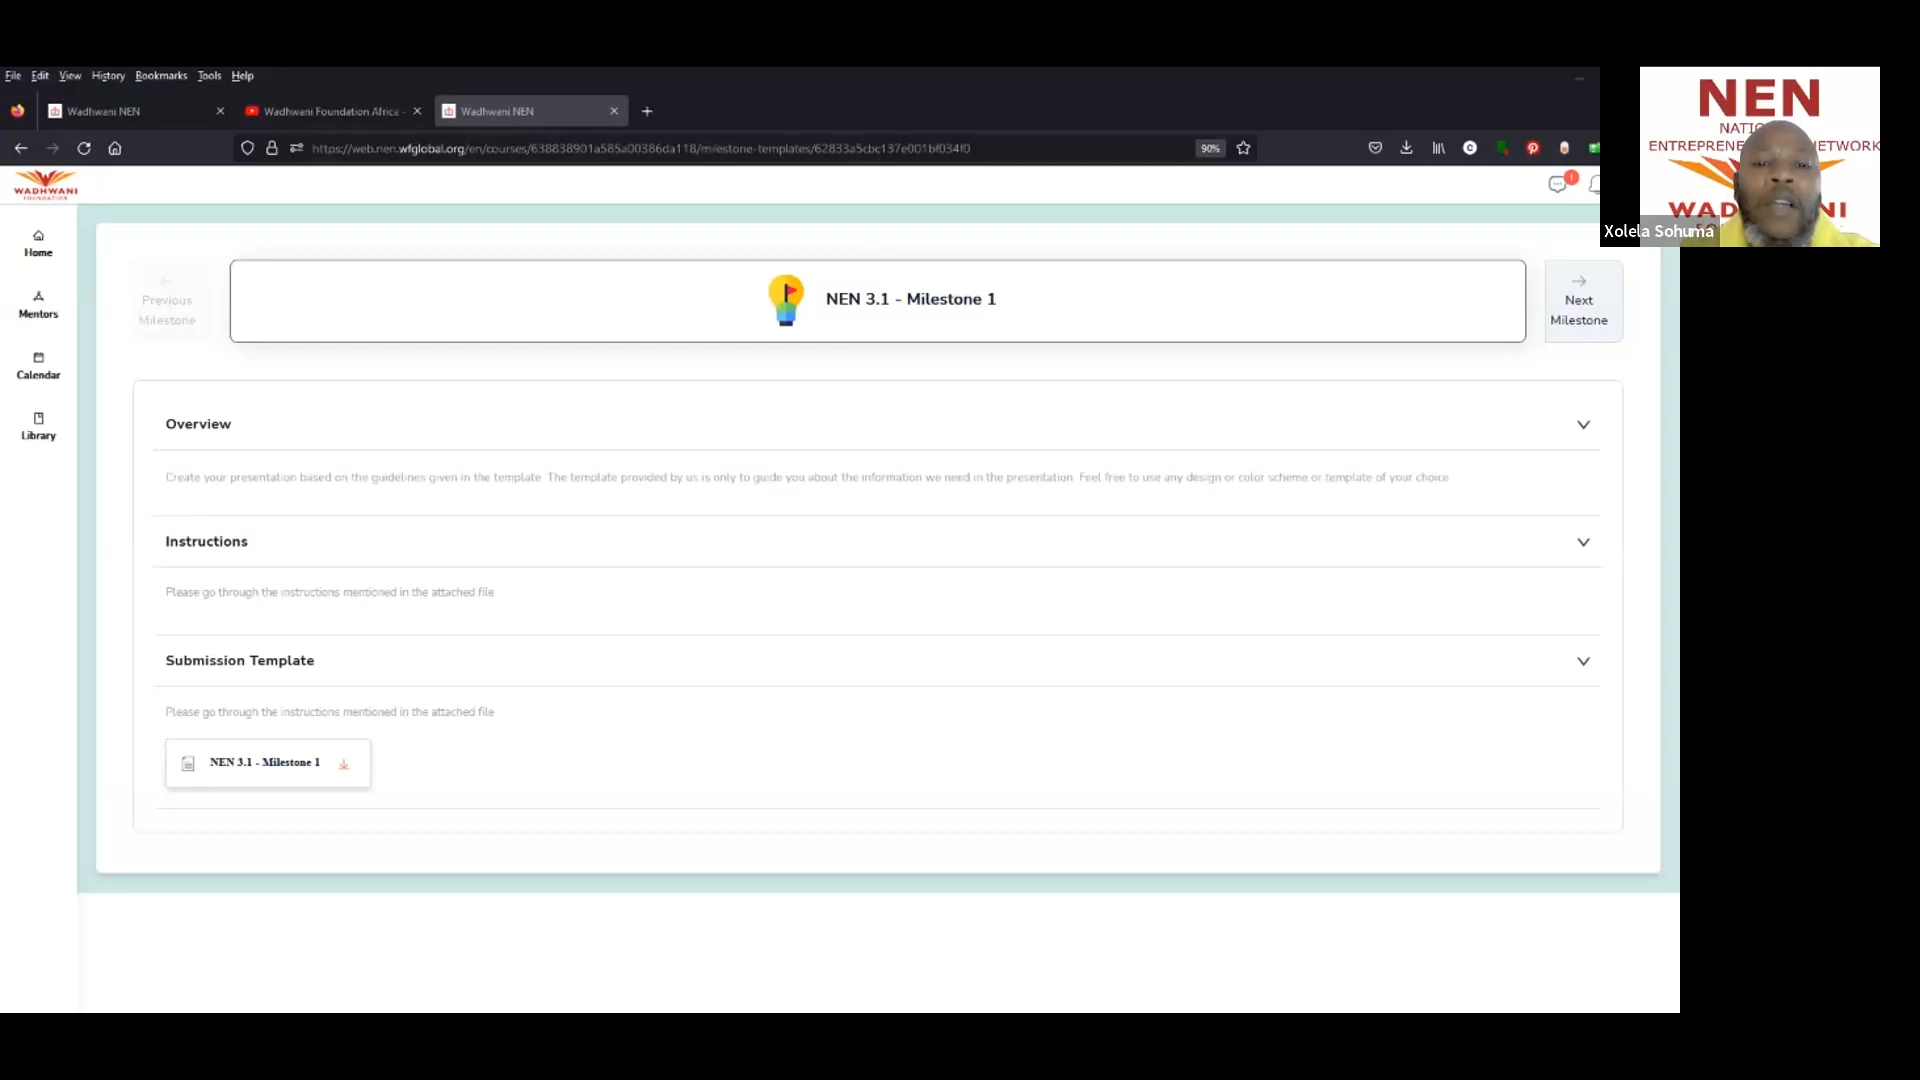 File Edit View History Bookmarks Tools Help
Wadhwani NEN
Wadhwani Foundation Africa -
Wadhwani NEN
https://web.nen.wfglobal.org/en/courses/638838901a585a00386da118/milestone-templates/62833a5cbc137e001bf034f0
90%
WADHWANI
FOUNDATION
1
Home
Mentors
Calendar
Library
Previous
Milestone
NEN 3.1 - Milestone 1
Next
Milestone
Overview
Create your presentation based on the guidelines given in the template. The template provided by us is only to guide you about the information we need in the presentation. Feel free to use any design or color scheme or template of your choice
Instructions
Please go through the instructions mentioned in the attached file
Submission Template
Please go through the instructions mentioned in the attached file
NEN 3.1 - Milestone 1
NEN
Xolela Sohuma